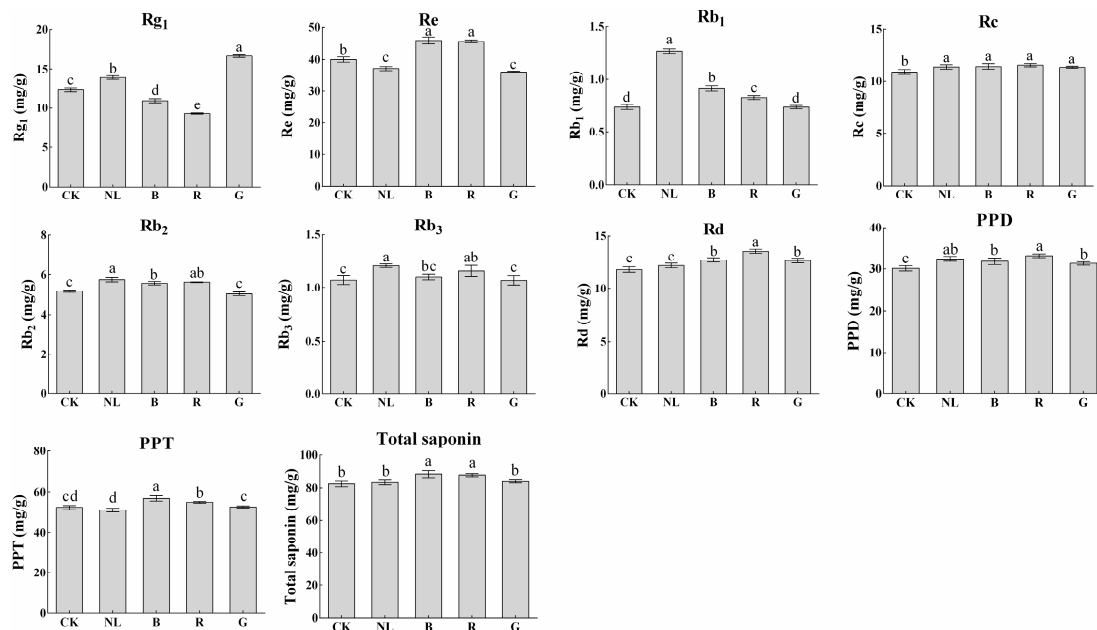 Rg₁
Rg₁ (mg/g)
20
15
10
5
0
c
b
d
e
a
CK NL B R G
Re
Re (mg/g)
50
40
30
20
10
0
b
c
a
a
c
CK NL B R G
Rb₁
Rb₁ (mg/g)
1.5
1.0
0.5
0.0
d
a
b
c
d
CK NL B R G
Rc
Rc (mg/g)
15
10
5
0
b
a
a
a
a
CK NL B R G
Rb₂
Rb₂ (mg/g)
8
6
4
2
0
c
a
b
ab
c
CK NL B R G
Rb₃
Rb₃ (mg/g)
1.5
1.0
0.5
0.0
c
a
bc
ab
c
CK NL B R G
Rd
Rd (mg/g)
15
10
5
0
c
c
b
a
b
CK NL B R G
PPD
PPD (mg/g)
40
30
20
10
0
c
ab
b
a
b
CK NL B R G
PPT
PPT (mg/g)
80
60
40
20
0
cd
d
a
b
c
CK NL B R G
Total saponin
Total saponin (mg/g)
100
80
60
40
20
0
b
b
a
a
b
CK NL B R G